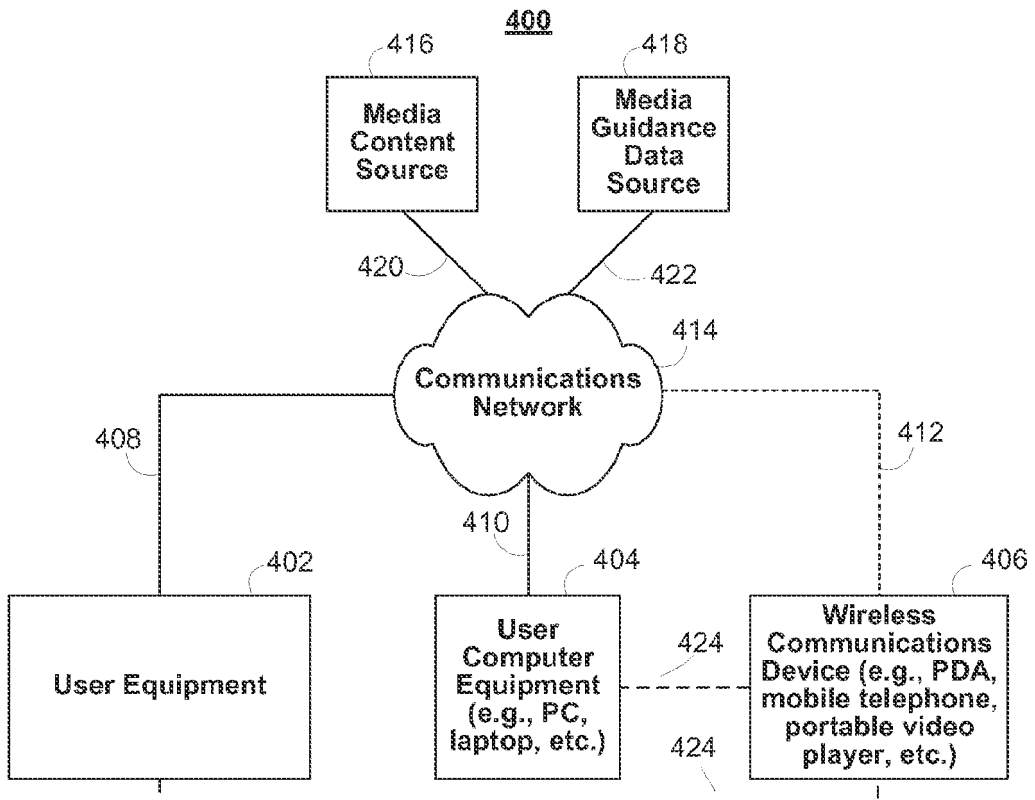 400
416
418
Media
Content
Source
Media
Guidance
Data
Source
420
422
414
Communications
Network
408
412
410
402
404
406
User Equipment
User
Computer
Equipment
(e.g., PC,
laptop, etc.)
424
Wireless
Communications
Device (e.g., PDA,
mobile telephone,
portable video
player, etc.)
424